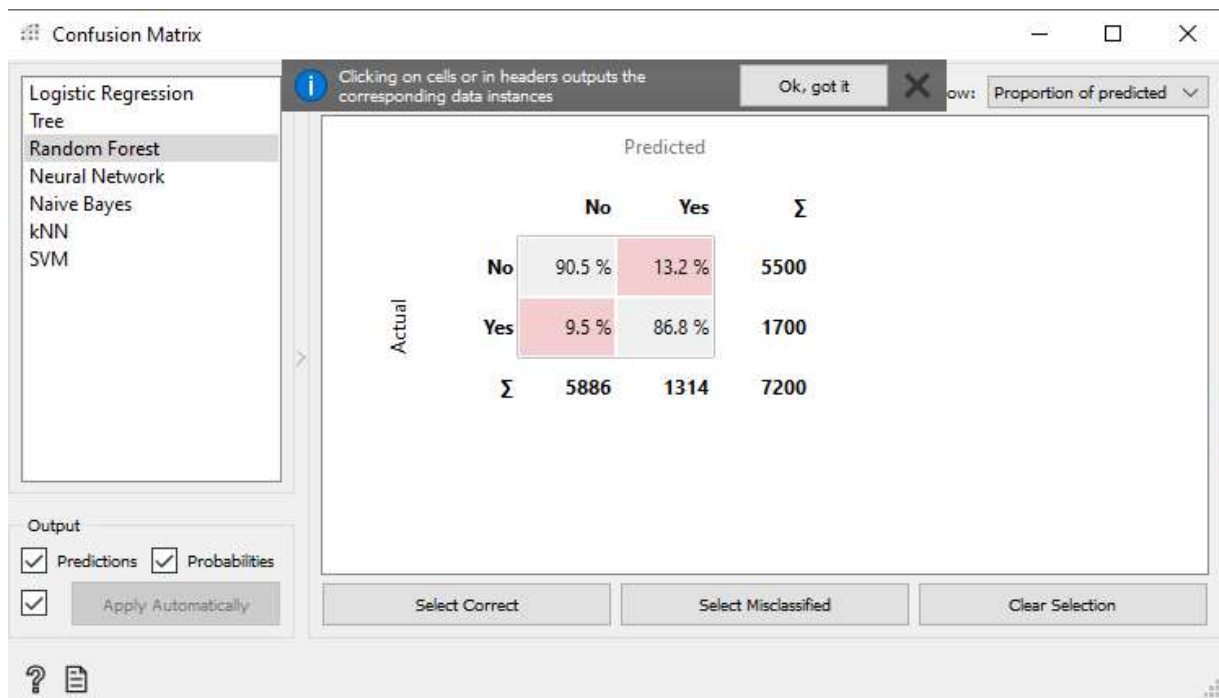 Confusion Matrix
Clicking on cells or in headers outputs the
corresponding data instances
Ok, got it
ow: Proportion of predicted
Logistic Regression
Tree
Random Forest
Neural Network
Naive Bayes
kNN
SVM
Predicted
No Yes Σ
No 90.5 % 13.2 % 5500
Actual
Yes 9.5 % 86.8 % 1700
Σ 5886 1314 7200
Output
Predictions Probabilities
Apply Automatically
Select Correct Select Misclassified Clear Selection